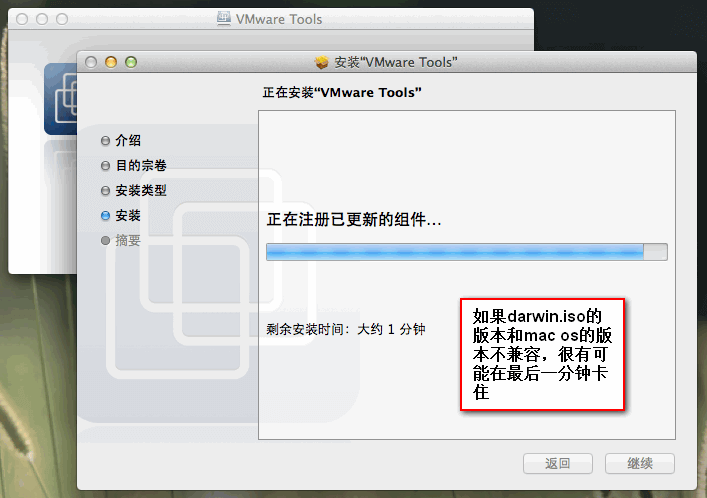 VMware Tools
安装“VMware Tools”
正在安装“VMware Tools”
介绍
目的宗卷
安装类型
安装
摘要
正在注册已更新的组件...
剩余安装时间：大约 1 分钟
如果darwin.iso的
版本和mac os的版
本不兼容，很有可
能在最后一分钟卡
住
返回
继续